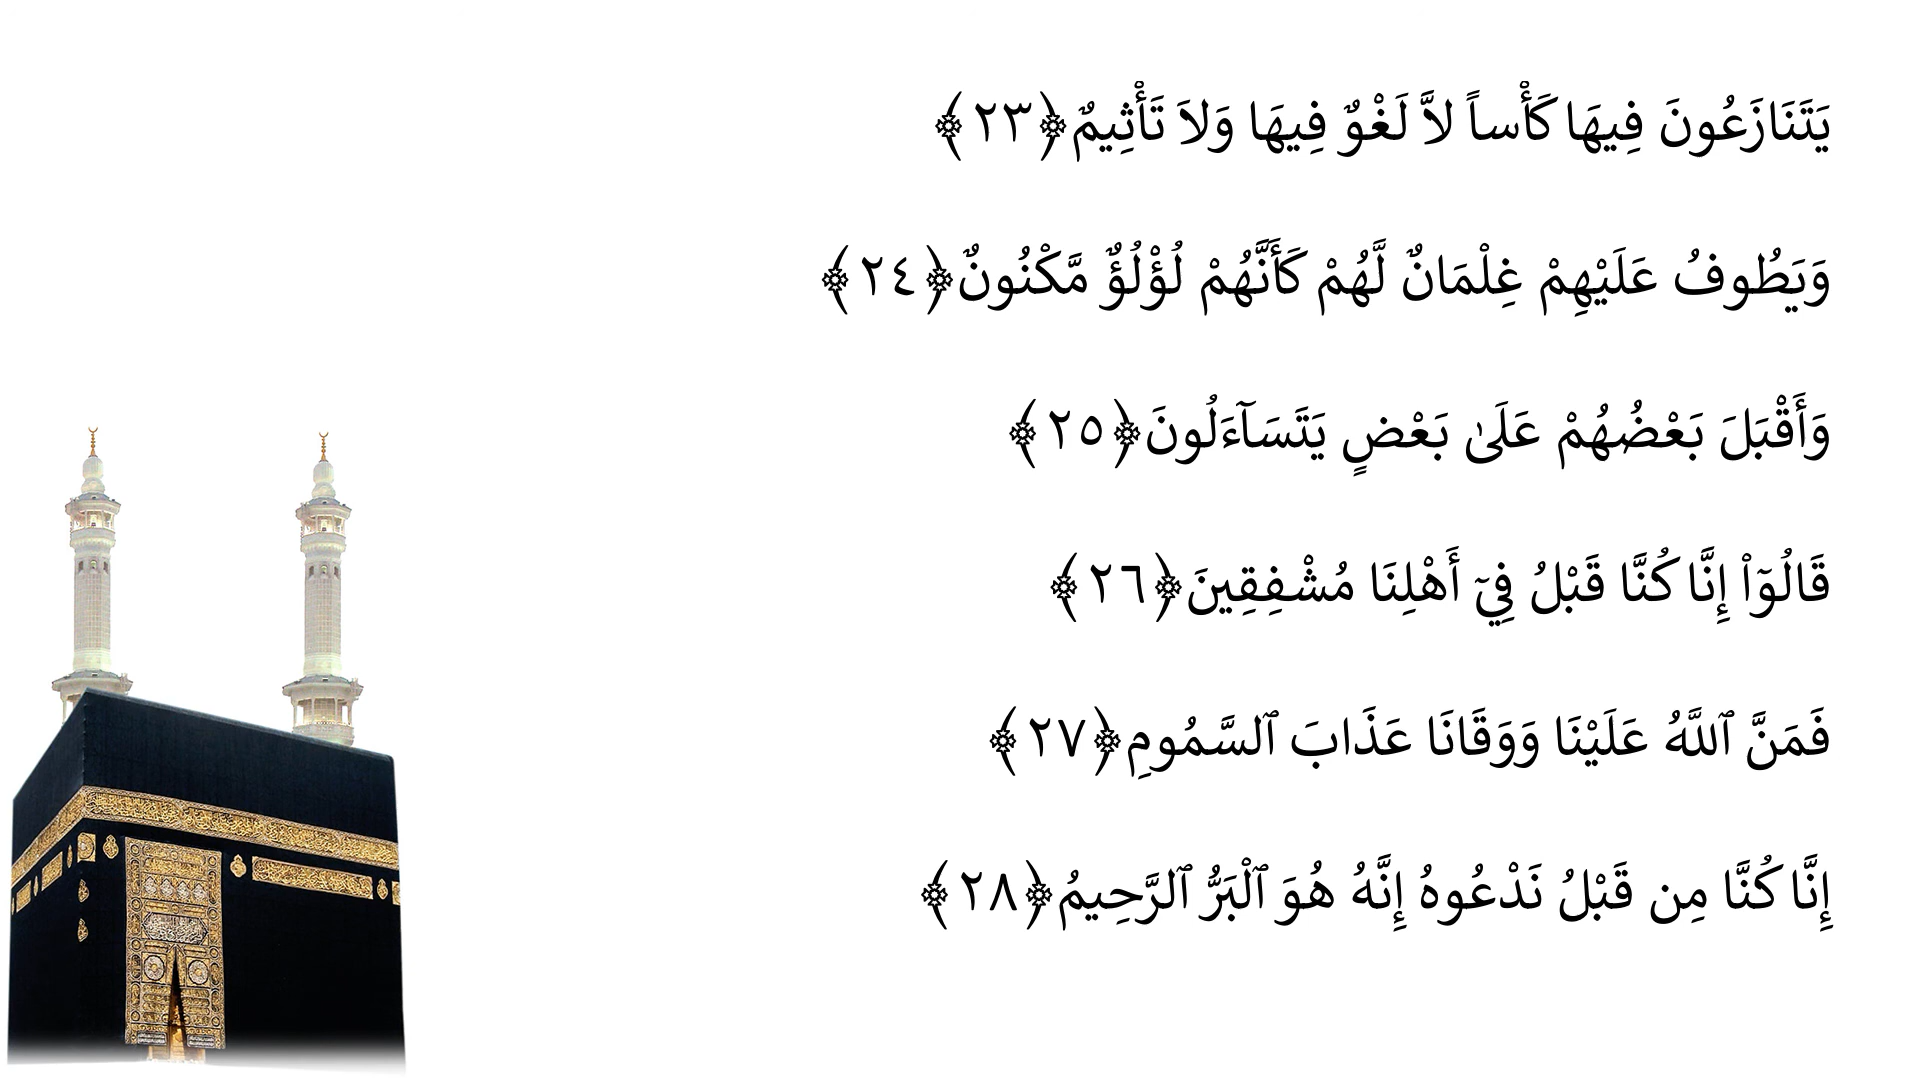 يَتَنَازَعُونَ فِيهَا كَأْساً لاَّ لَغْوٌ فِيهَا وَلاَ تَأْثِيمٌ﴿٢٣﴾
وَيَطُوفُ عَلَيْهِمْ غِلْمَانٌ لَّهُمْ كَأَنَّهُمْ لُؤْلُؤٌ مَّكْنُونٌ﴿٢٤﴾
وَأَقْبَلَ بَعْضُهُمْ عَلَىٰ بَعْضٍ يَتَسَآءَلُونَ﴿٢٥﴾
قَالُوۤاْ إِنَّا كُنَّا قَبْلُ فِيۤ أَهْلِنَا مُشْفِقِينَ﴿٢٦﴾
فَمَنَّ ٱللَّهُ عَلَيْنَا وَوَقَانَا عَذَابَ ٱلسَّمُومِ﴿٢٧﴾
إِنَّا كُنَّا مِن قَبْلُ نَدْعُوهُ إِنَّهُ هُوَ ٱلْبَرُّ ٱلرَّحِيمُ﴿٢٨﴾